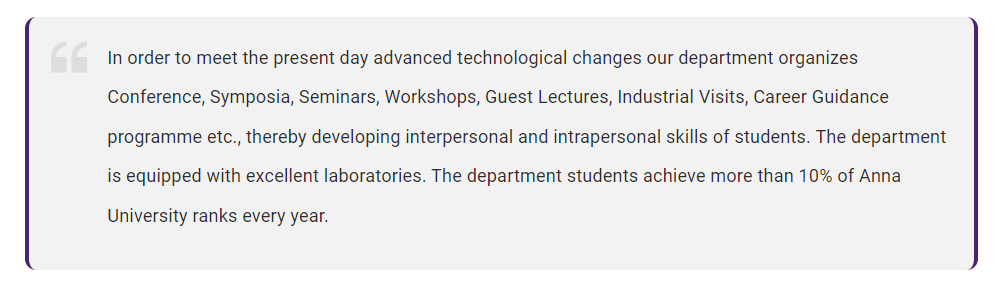 In order to meet the present day advanced technological changes our department organizes
Conference, Symposia, Seminars, Workshops, Guest Lectures, Industrial Visits, Career Guidance
programme etc., thereby developing interpersonal and intrapersonal skills of students. The department
is equipped with excellent laboratories. The department students achieve more than 10% of Anna
University ranks every year.